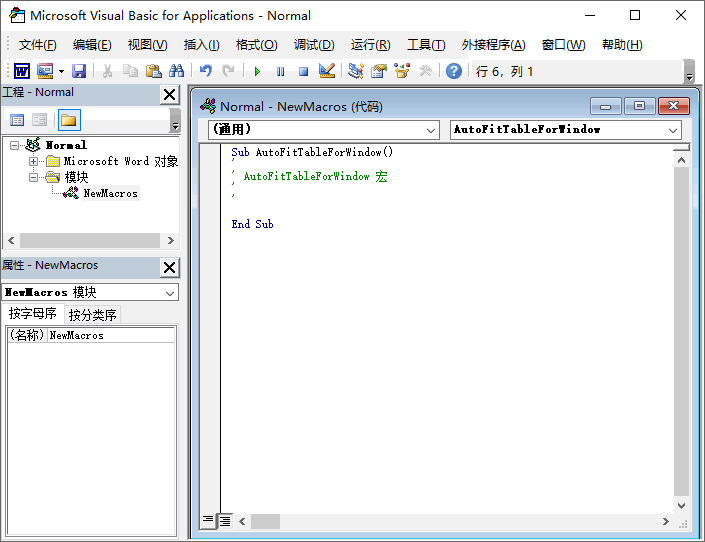 Microsoft Visual Basic for Applications - Normal
文件(F) 编辑(E) 视图(V) 插入(I) 格式(O) 调试(D) 运行(R) 工具(T) 外接程序(A) 窗口(W) 帮助(H)
行 6, 列 1
工程 - Normal
Normal
Microsoft Word 对象
模块
NewMacros
属性 - NewMacros
NewMacros 模块
按字母序 按分类序
(名称) NewMacros
Normal - NewMacros (代码)
(通用) AutoFitTableForWindow
Sub AutoFitTableForWindow()
'
' AutoFitTableForWindow 宏
'
'
End Sub